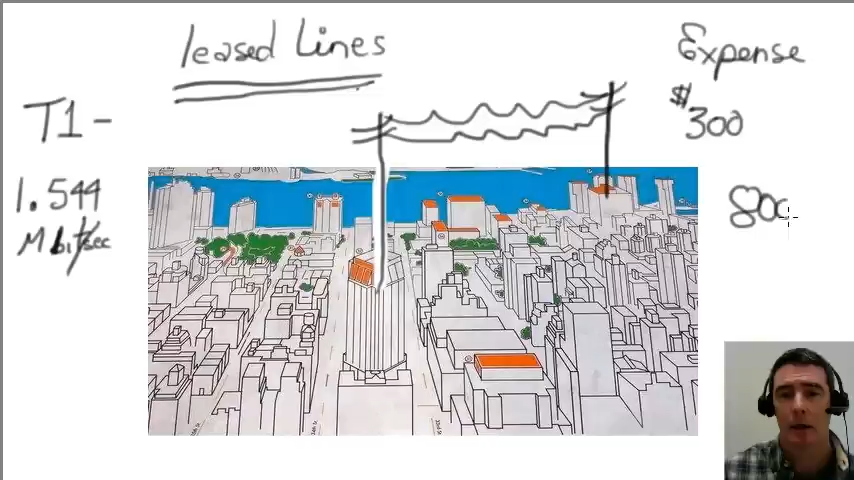 leased Lines
Expense
T1 -
$300
1.544
Mbit/sec
800